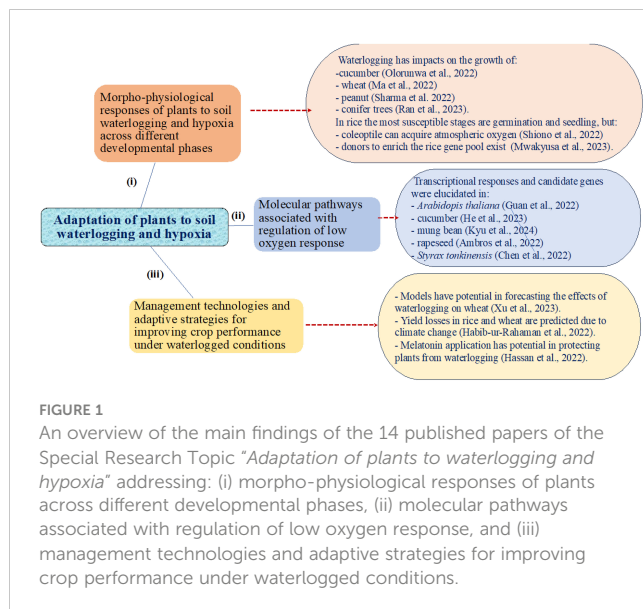 Waterlogging has impacts on the growth of:
-cucumber (Olorunwa et al., 2022)
- wheat (Ma et al., 2022)
- peanut (Sharma et al. 2022)
- conifer trees (Ran et al., 2023).
In rice the most susceptible stages are germination and seedling, but:
- coleoptile can acquire atmospheric oxygen (Shiono et al., 2022)
- donors to enrich the rice gene pool exist (Mwakyusa et al., 2023).
Morpho-physiological
responses of plants
to soil
waterlogging and hypoxia
across different
developmental phases
(i)
Adaptation of plants to soil
waterlogging and hypoxia
(ii)
Molecular pathways
associated with
regulation of low
oxygen response
Transcriptional responses and candidate genes
were elucidated in:
- Arabidopis thaliana (Guan et al., 2022)
- cucumber (He et al., 2023)
- mung bean (Kyu et al., 2024)
- rapeseed (Ambros et al., 2022)
- Styrax tonkinensis (Chen et al., 2022)
(iii)
Management technologies and
adaptive strategies for
improving crop performance
under waterlogged conditions
- Models have potential in forecasting the effects of
waterlogging on wheat (Xu et al., 2023).
- Yield losses in rice and wheat are predicted due to
climate change (Habib-ur-Rahaman et al., 2022).
- Melatonin application has potential in protecting
plants from waterlogging (Hassan et al., 2022).
FIGURE 1
An overview of the main findings of the 14 published papers of the
Special Research Topic "Adaptation of plants to waterlogging and
hypoxia" addressing: (i) morpho-physiological responses of plants
across different developmental phases, (ii) molecular pathways
associated with regulation of low oxygen response, and (iii)
management technologies and adaptive strategies for improving
crop performance under waterlogged conditions.